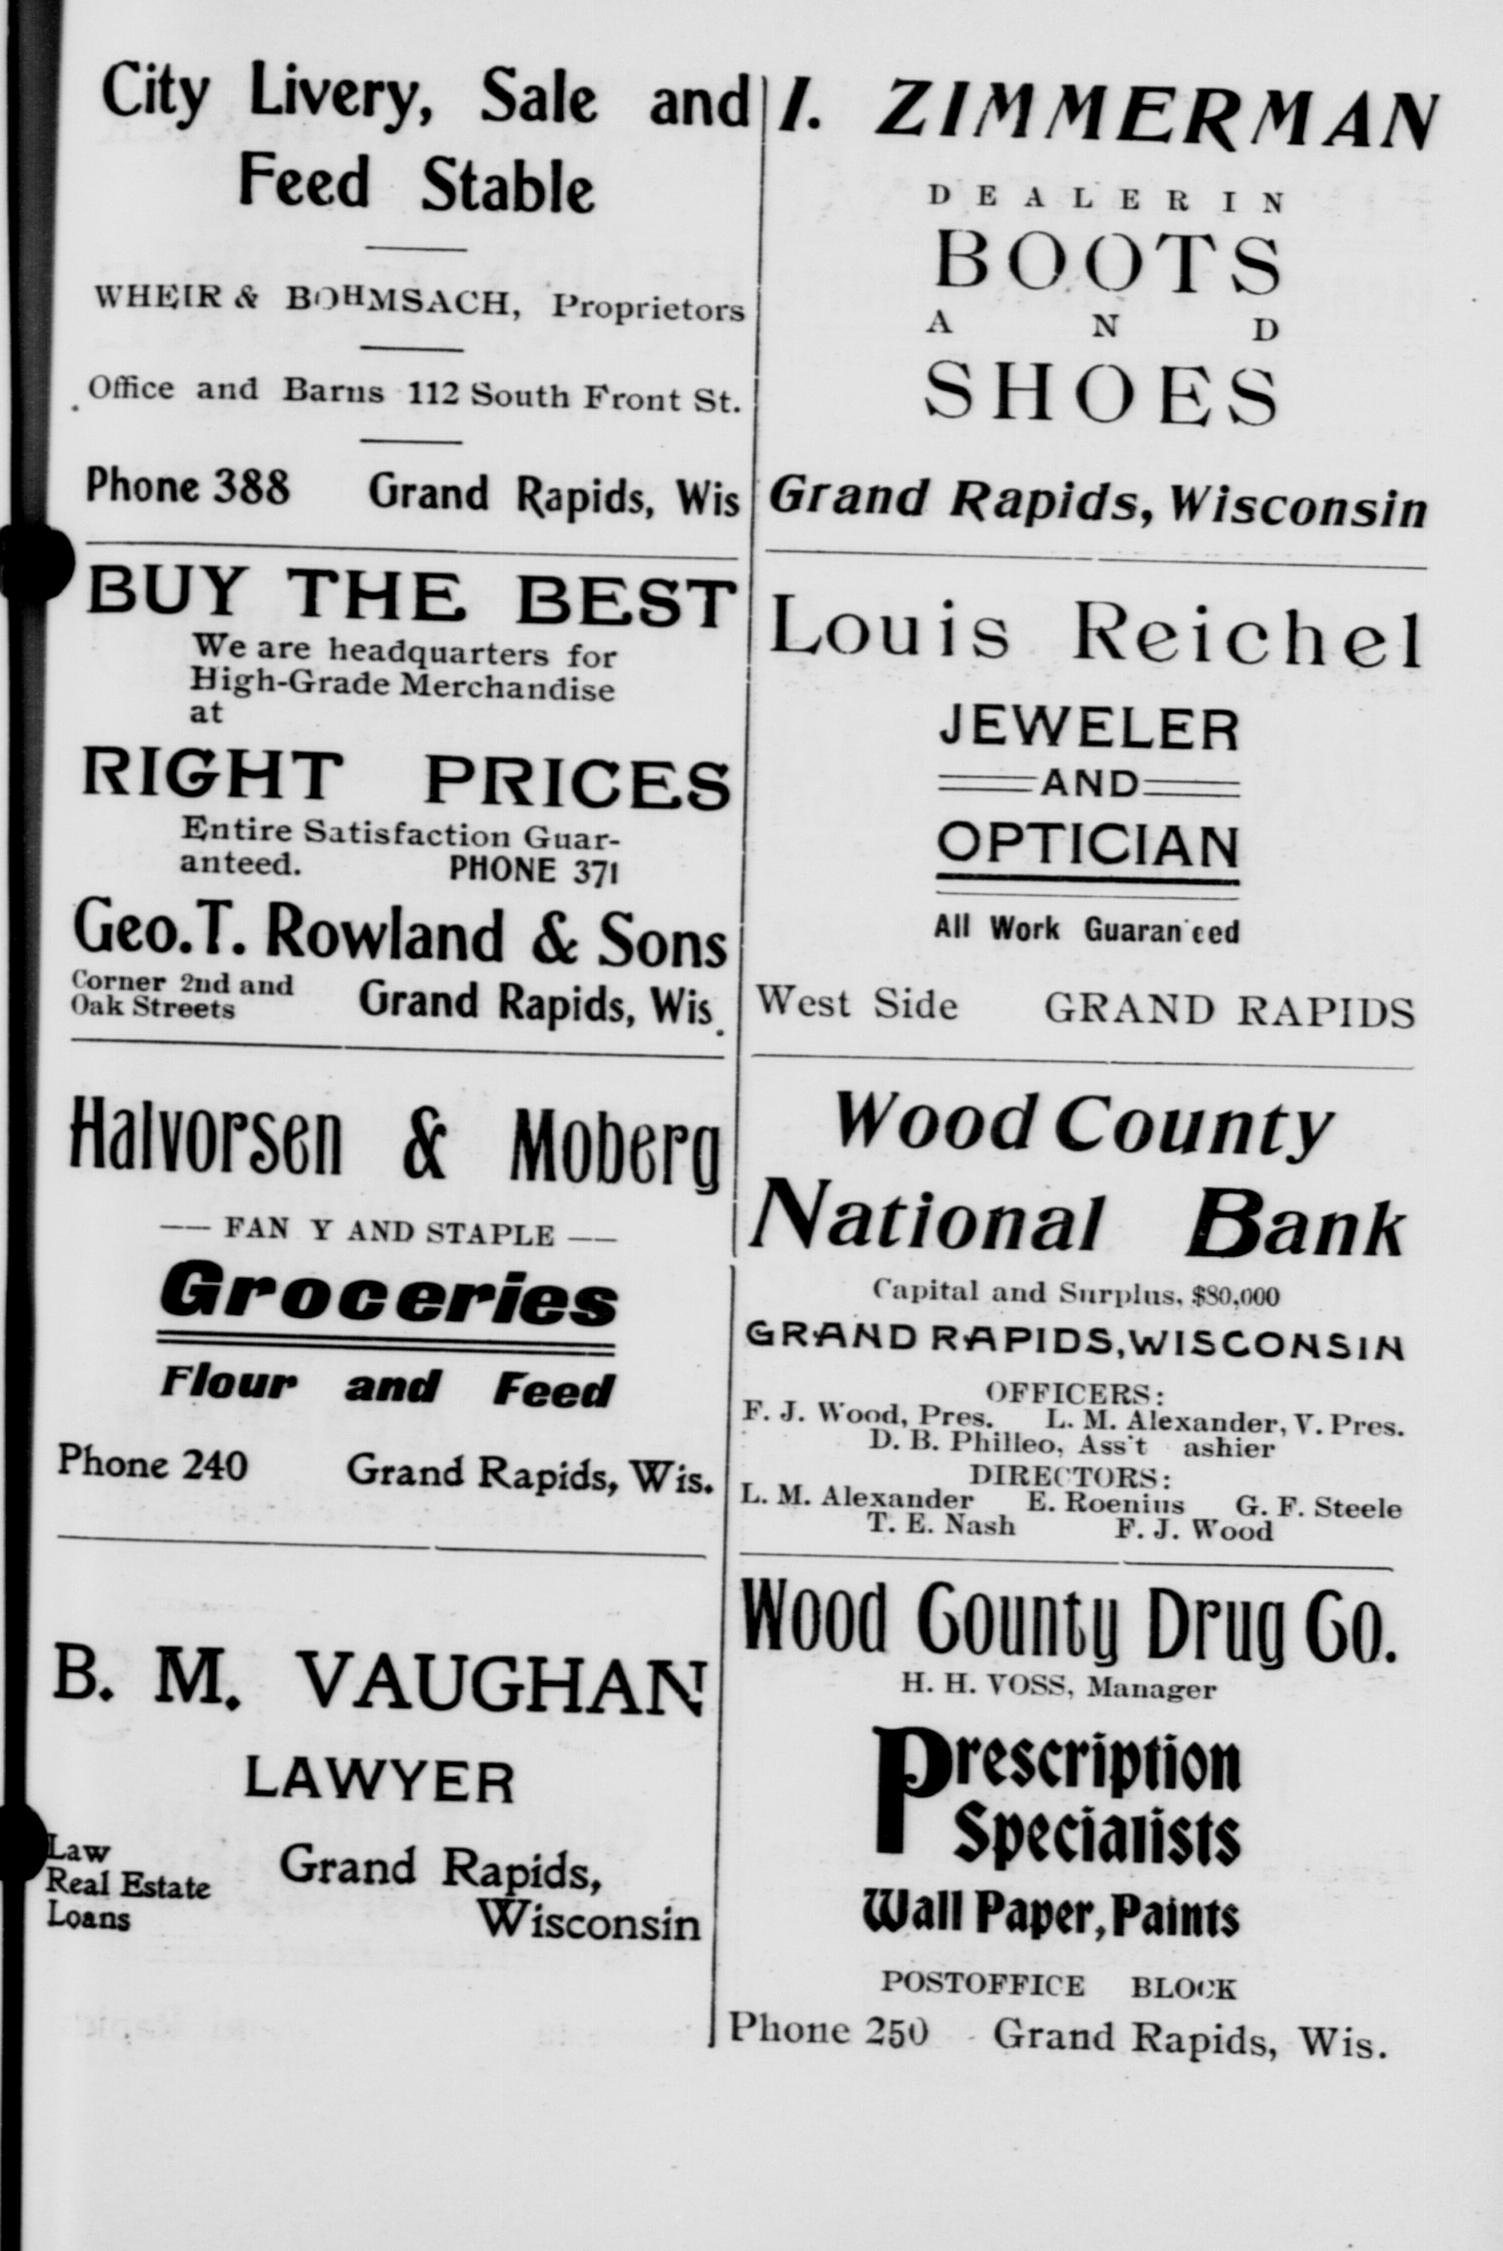 City Livery, Sale and
Feed Stable
WHEIR & BOHMSACH, Proprietors
Office and Barns 112 South Front St.
Phone 388 Grand Rapids, Wis
BUY THE BEST
We are headquarters for
High-Grade Merchandise
at
RIGHT PRICES
Entire Satisfaction Guar-
anteed. PHONE 371
Geo. T. Rowland & Sons
Corner 2nd and
Oak Streets
Grand Rapids, Wis.
Halvorsen & Moberg
FAN Y AND STAPLE
Groceries
Flour and Feed
Phone 240 Grand Rapids, Wis.
B. M. VAUGHAN
LAWYER
Law
Real Estate
Loans
Grand Rapids,
Wisconsin
I. ZIMMERMAN
DEALER IN
BOOTS
AND
SHOES
Grand Rapids, Wisconsin
Louis Reichel
JEWELER
AND
OPTICIAN
All Work Guaran eed
West Side GRAND RAPIDS
Wood County
National Bank
Capital and Surplus, $80,000
GRAND RAPIDS, WISCONSIN
OFFICERS:
F. J. Wood, Pres. L. M. Alexander, V. Pres.
D. B. Philleo, Ass't ashier
DIRECTORS:
L. M. Alexander E. Roenius G. F. Steele
T. E. Nash F. J. Wood
Wood County Drug Co.
H. H. VOSS, Manager
Prescription
Specialists
Wall Paper, Paints
POSTOFFICE BLOCK
Phone 250 Grand Rapids, Wis.